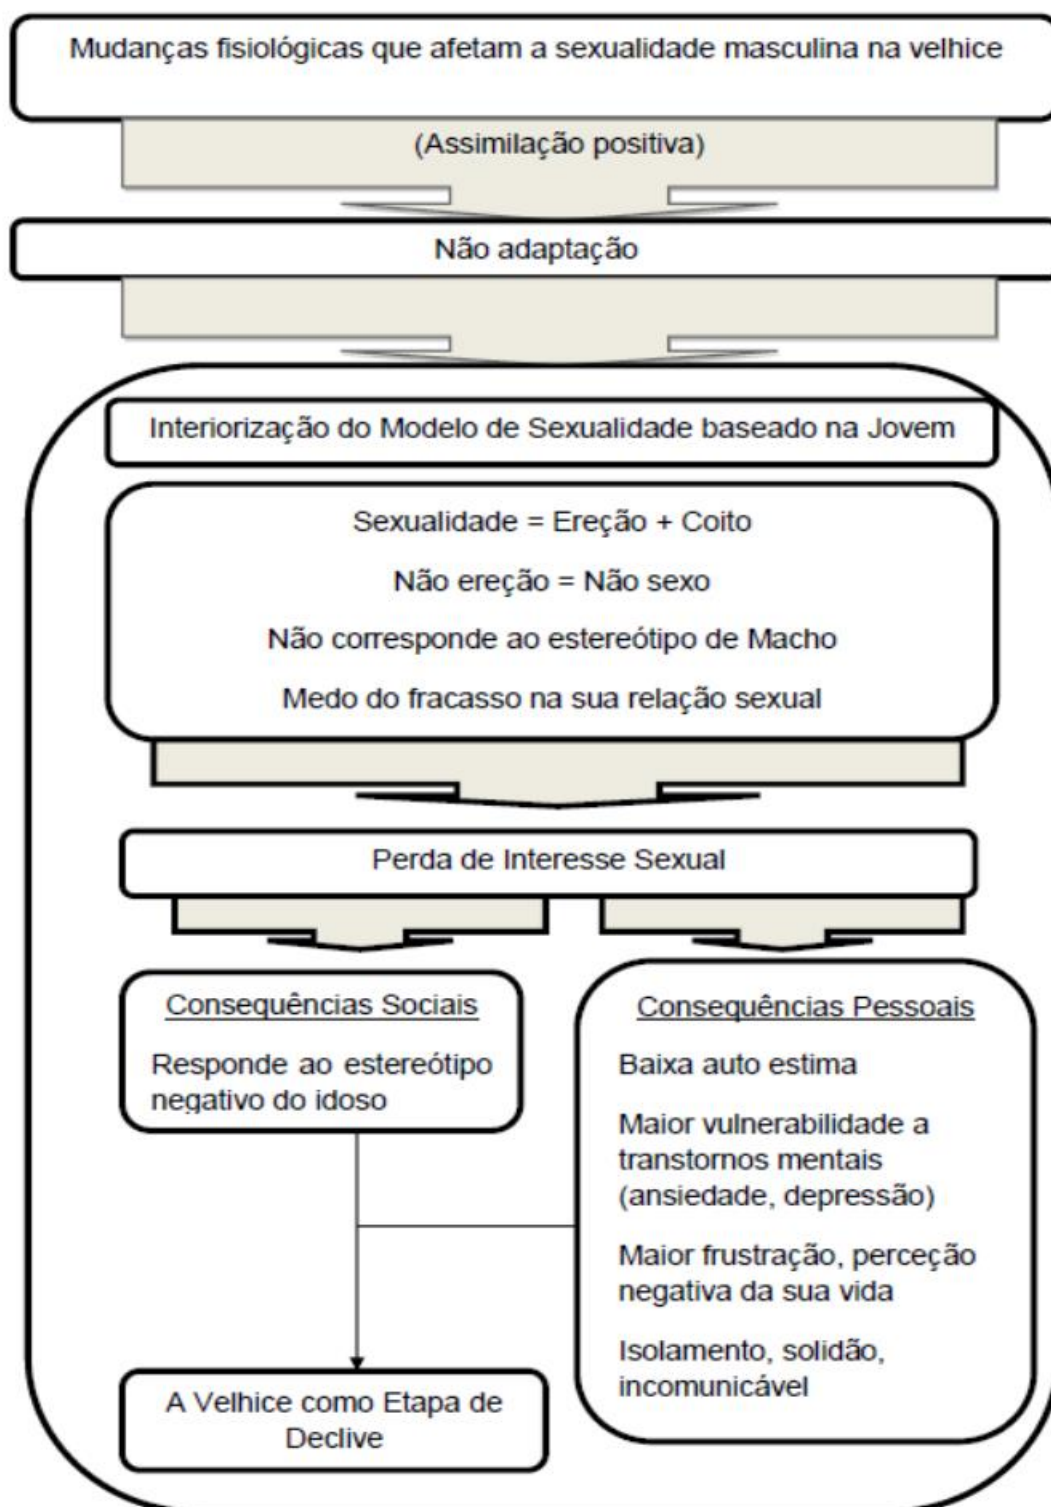 Mudanças fisiológicas que afetam a sexualidade masculina na velhice
(Assimilação positiva)
Não adaptação
Interiorização do Modelo de Sexualidade baseado na Jovem
Sexualidade = Ereção + Coito
Não ereção = Não sexo
Não corresponde ao estereótipo de Macho
Medo do fracasso na sua relação sexual
Perda de Interesse Sexual
Consequências Sociais
Responde ao estereótipo
negativo do idoso
Consequências Pessoais
Baixa auto estima
Maior vulnerabilidade a
transtornos mentais
(ansiedade, depressão)
Maior frustração, perceção
negativa da sua vida
Isolamento, solidão,
incomunicável
A Velhice como Etapa de
Declive